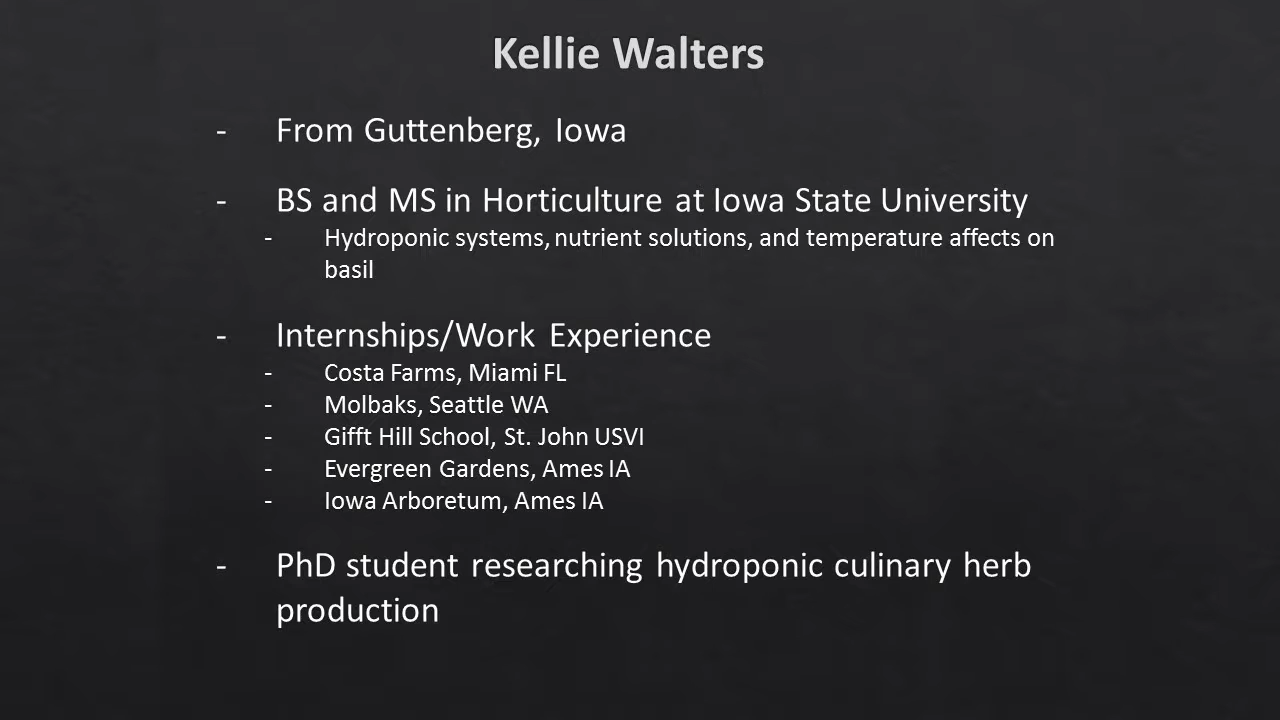 Kellie Walters
- From Guttenberg, Iowa
- BS and MS in Horticulture at Iowa State University
- Hydroponic systems, nutrient solutions, and temperature affects on
basil
- Internships/Work Experience
- Costa Farms, Miami FL
- Molbaks, Seattle WA
- Gifft Hill School, St. John USVI
- Evergreen Gardens, Ames IA
- Iowa Arboretum, Ames IA
- PhD student researching hydroponic culinary herb
production